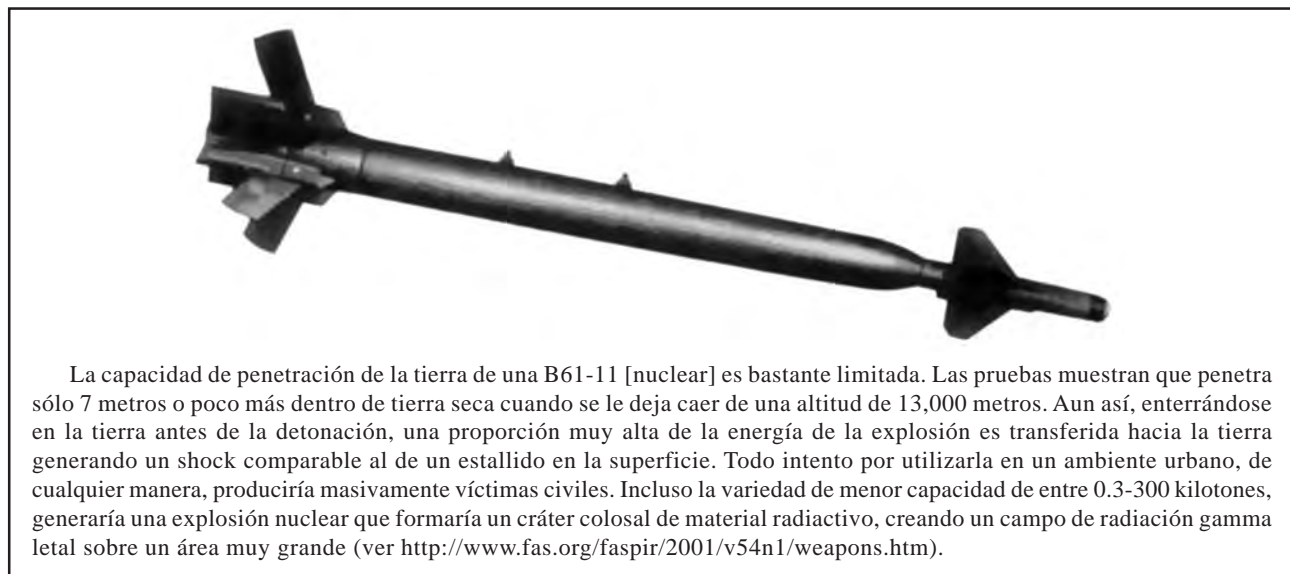 La capacidad de penetración de la tierra de una B61-11 [nuclear] es bastante limitada. Las pruebas muestran que penetra
sólo 7 metros o poco más dentro de tierra seca cuando se le deja caer de una altitud de 13,000 metros. Aun así, enterrándose
en la tierra antes de la detonación, una proporción muy alta de la energía de la explosión es transferida hacia la tierra
generando un shock comparable al de un estallido en la superficie. Todo intento por utilizarla en un ambiente urbano, de
cualquier manera, produciría masivamente víctimas civiles. Incluso la variedad de menor capacidad de entre 0.3-300 kilotones,
generaría una explosión nuclear que formaría un cráter colosal de material radiactivo, creando un campo de radiación gamma
letal sobre un área muy grande (ver http://www.fas.org/faspir/2001/v54n1/weapons.htm).